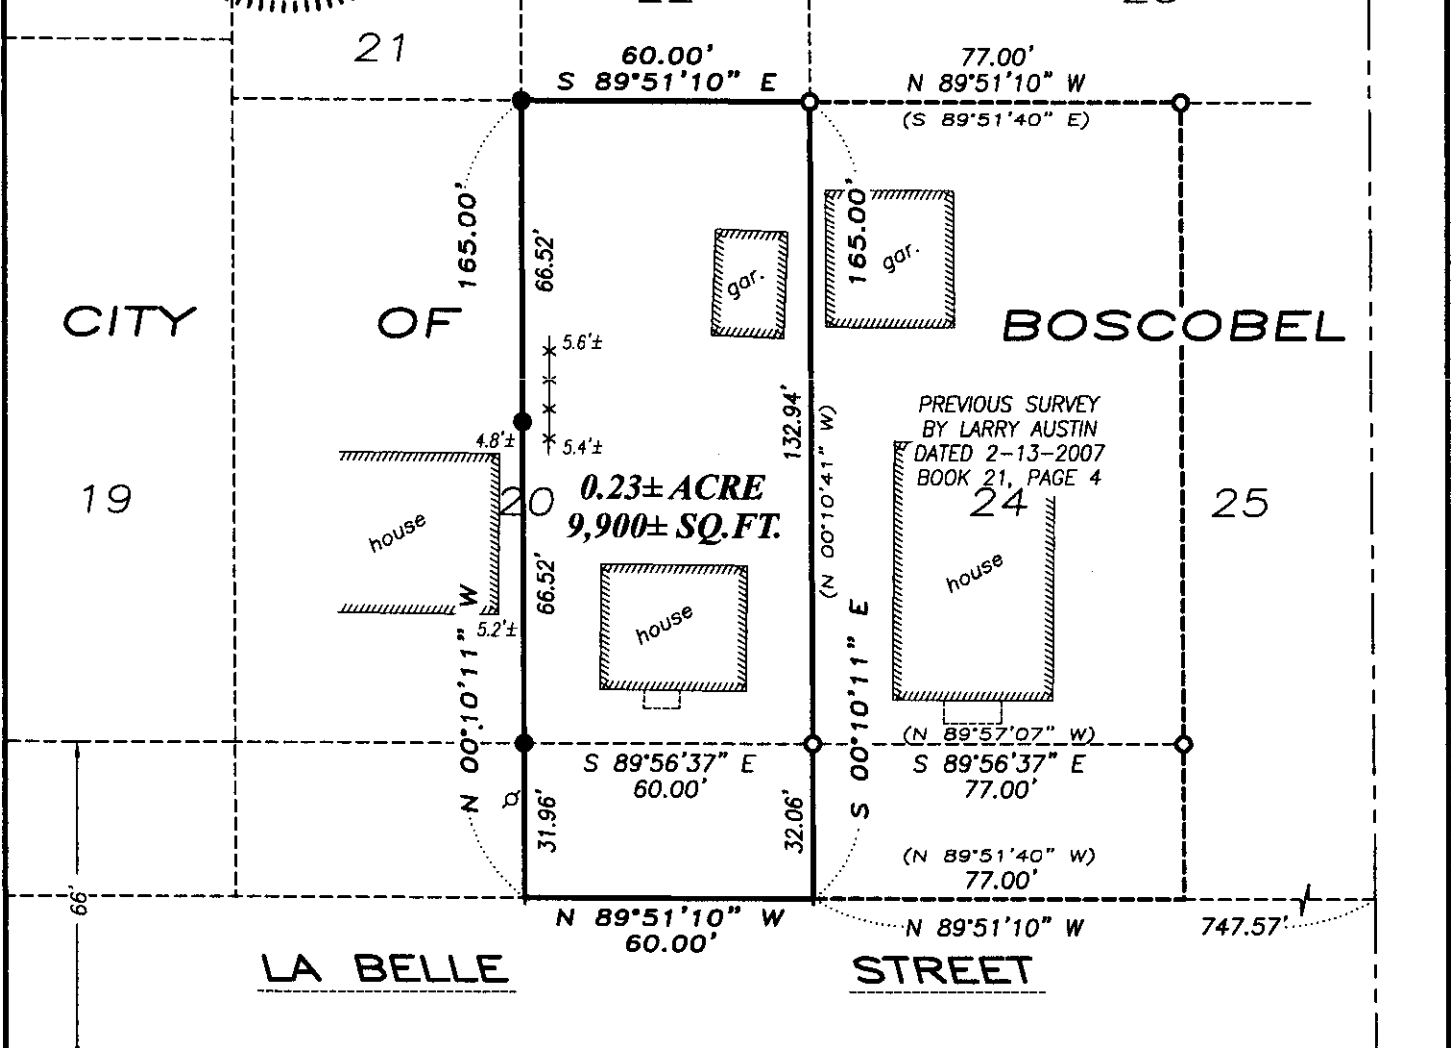 21
60.00'
S 89°51'10" E
77.00'
N 89°51'10" W
(S 89°51'40" E)
165.00'
66.52'
gar.
165.00'
gar.
CITY OF BOSCOBEL
5.6'±
4.8'±
5.4'±
132.94'
(N 00°10'41" W)
PREVIOUS SURVEY
BY LARRY AUSTIN
DATED 2-13-2007
BOOK 21, PAGE 4
19
20
0.23± ACRE
9,900± SQ.FT.
24
25
house
66.52'
house
house
5.2'±
N 00°10'11" W
S 00°10'11" E
(N 89°57'07" W)
S 89°56'37" E
60.00'
S 89°56'37" E
77.00'
31.96'
32.06'
(N 89°51'40" W)
77.00'
66'
N 89°51'10" W
60.00'
N 89°51'10" W
747.57'
LA BELLE STREET